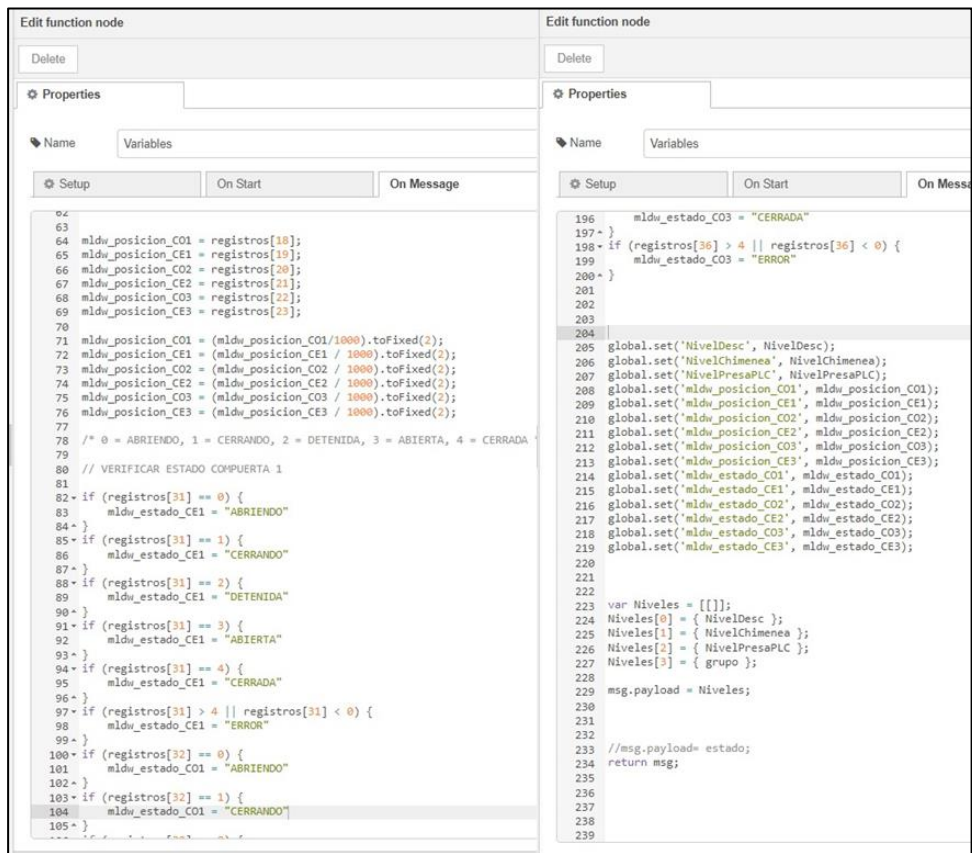 Edit function node
Delete
Properties
Name Variables
Setup On Start On Message
62
63
64 mldw_posicion_CO1 = registros[18];
65 mldw_posicion_CE1 = registros[19];
66 mldw_posicion_CO2 = registros[20];
67 mldw_posicion_CE2 = registros[21];
68 mldw_posicion_CO3 = registros[22];
69 mldw_posicion_CE3 = registros[23];
70
71 mldw_posicion_CO1 = (mldw_posicion_CO1/1000).toFixed(2);
72 mldw_posicion_CE1 = (mldw_posicion_CE1 / 1000).toFixed(2);
73 mldw_posicion_CO2 = (mldw_posicion_CO2 / 1000).toFixed(2);
74 mldw_posicion_CE2 = (mldw_posicion_CE2 / 1000).toFixed(2);
75 mldw_posicion_CO3 = (mldw_posicion_CO3 / 1000).toFixed(2);
76 mldw_posicion_CE3 = (mldw_posicion_CE3 / 1000).toFixed(2);
77
78 /* 0 = ABRIENDO, 1 = CERRANDO, 2 = DETENIDA, 3 = ABIERTA, 4 = CERRADA
79
80 // VERIFICAR ESTADO COMPUERTA 1
81
82 if (registros[31] == 0) {
83 mldw_estado_CE1 = "ABRIENDO"
84 }
85 if (registros[31] == 1) {
86 mldw_estado_CE1 = "CERRANDO"
87 }
88 if (registros[31] == 2) {
89 mldw_estado_CE1 = "DETENIDA"
90 }
91 if (registros[31] == 3) {
92 mldw_estado_CE1 = "ABIERTA"
93 }
94 if (registros[31] == 4) {
95 mldw_estado_CE1 = "CERRADA"
96 }
97 if (registros[31] > 4 || registros[31] < 0) {
98 mldw_estado_CE1 = "ERROR"
99 }
100 if (registros[32] == 0) {
101 mldw_estado_CO1 = "ABRIENDO"
102 }
103 if (registros[32] == 1) {
104 mldw_estado_CO1 = "CERRANDO"
105 }
Edit function node
Delete
Properties
Name Variables
Setup On Start On Messa
196 mldw_estado_CO3 = "CERRADA"
197 }
198 if (registros[36] > 4 || registros[36] < 0) {
199 mldw_estado_CO3 = "ERROR"
200 }
201
202
203
204
205 global.set('NivelDesc', NivelDesc);
206 global.set('NivelChimenea', NivelChimenea);
207 global.set('NivelPresaPLC', NivelPresaPLC);
208 global.set('mldw_posicion_CO1', mldw_posicion_CO1);
209 global.set('mldw_posicion_CE1', mldw_posicion_CE1);
210 global.set('mldw_posicion_CO2', mldw_posicion_CO2);
211 global.set('mldw_posicion_CE2', mldw_posicion_CE2);
212 global.set('mldw_posicion_CO3', mldw_posicion_CO3);
213 global.set('mldw_posicion_CE3', mldw_posicion_CE3);
214 global.set('mldw_estado_CO1', mldw_estado_CO1);
215 global.set('mldw_estado_CE1', mldw_estado_CE1);
216 global.set('mldw_estado_CO2', mldw_estado_CO2);
217 global.set('mldw_estado_CE2', mldw_estado_CE2);
218 global.set('mldw_estado_CO3', mldw_estado_CO3);
219 global.set('mldw_estado_CE3', mldw_estado_CE3);
220
221
222
223 var Niveles = [[]];
224 Niveles[0] = { NivelDesc };
225 Niveles[1] = { NivelChimenea };
226 Niveles[2] = { NivelPresaPLC };
227 Niveles[3] = { grupo };
228
229 msg.payload = Niveles;
230
231
232
233 //msg.payload= estado;
234 return msg;
235
236
237
238
239